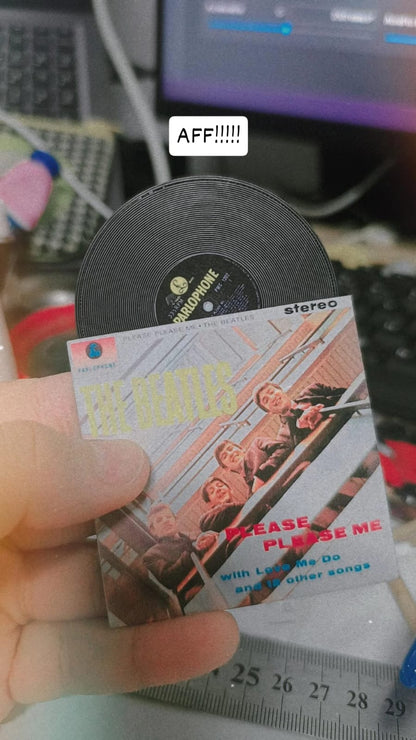 AFF!!!!!
PARLOPHONE
stereo
PLEASE PLEASE ME • THE BEATLES
PARLOPHONE
THE BEATLES
PLEASE
PLEASE ME
with Love Me Do
and 12 other songs
25 26 27 28 29